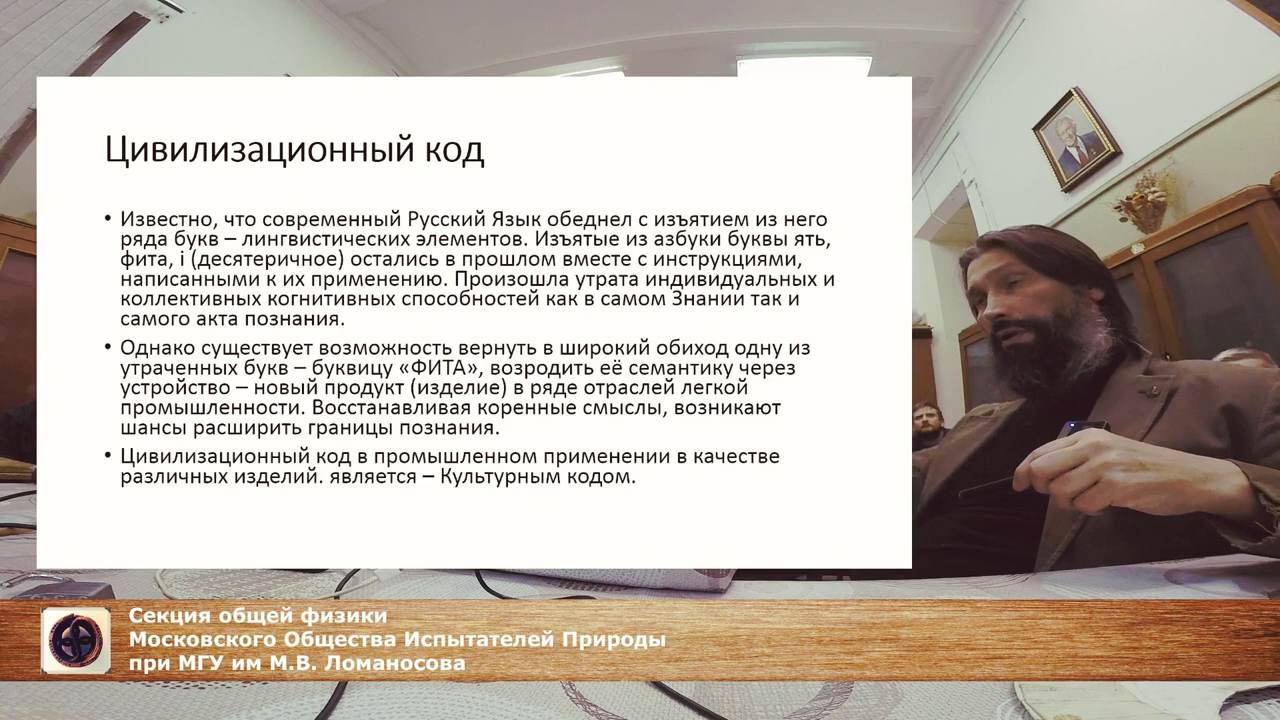 Цивилизационный код
• Известно, что современный Русский Язык обеднел с изъятием из него
ряда букв – лингвистических элементов. Изъятые из азбуки буквы ять,
фита, i (десятеричное) остались в прошлом вместе с инструкциями,
написанными к их применению. Произошла утрата индивидуальных и
коллективных когнитивных способностей как в самом Знании так и
самого акта познания.
• Однако существует возможность вернуть в широкий обиход одну из
утраченных букв – буквицу «ФИТА», возродить её семантику через
устройство – новый продукт (изделие) в ряде отраслей легкой
промышленности. Восстанавливая коренные смыслы, возникают
шансы расширить границы познания.
• Цивилизационный код в промышленном применении в качестве
различных изделий. является – Культурным кодом.
Секция общей физики
Московского Общества Испытателей Природы
при МГУ им М.В. Ломаносова